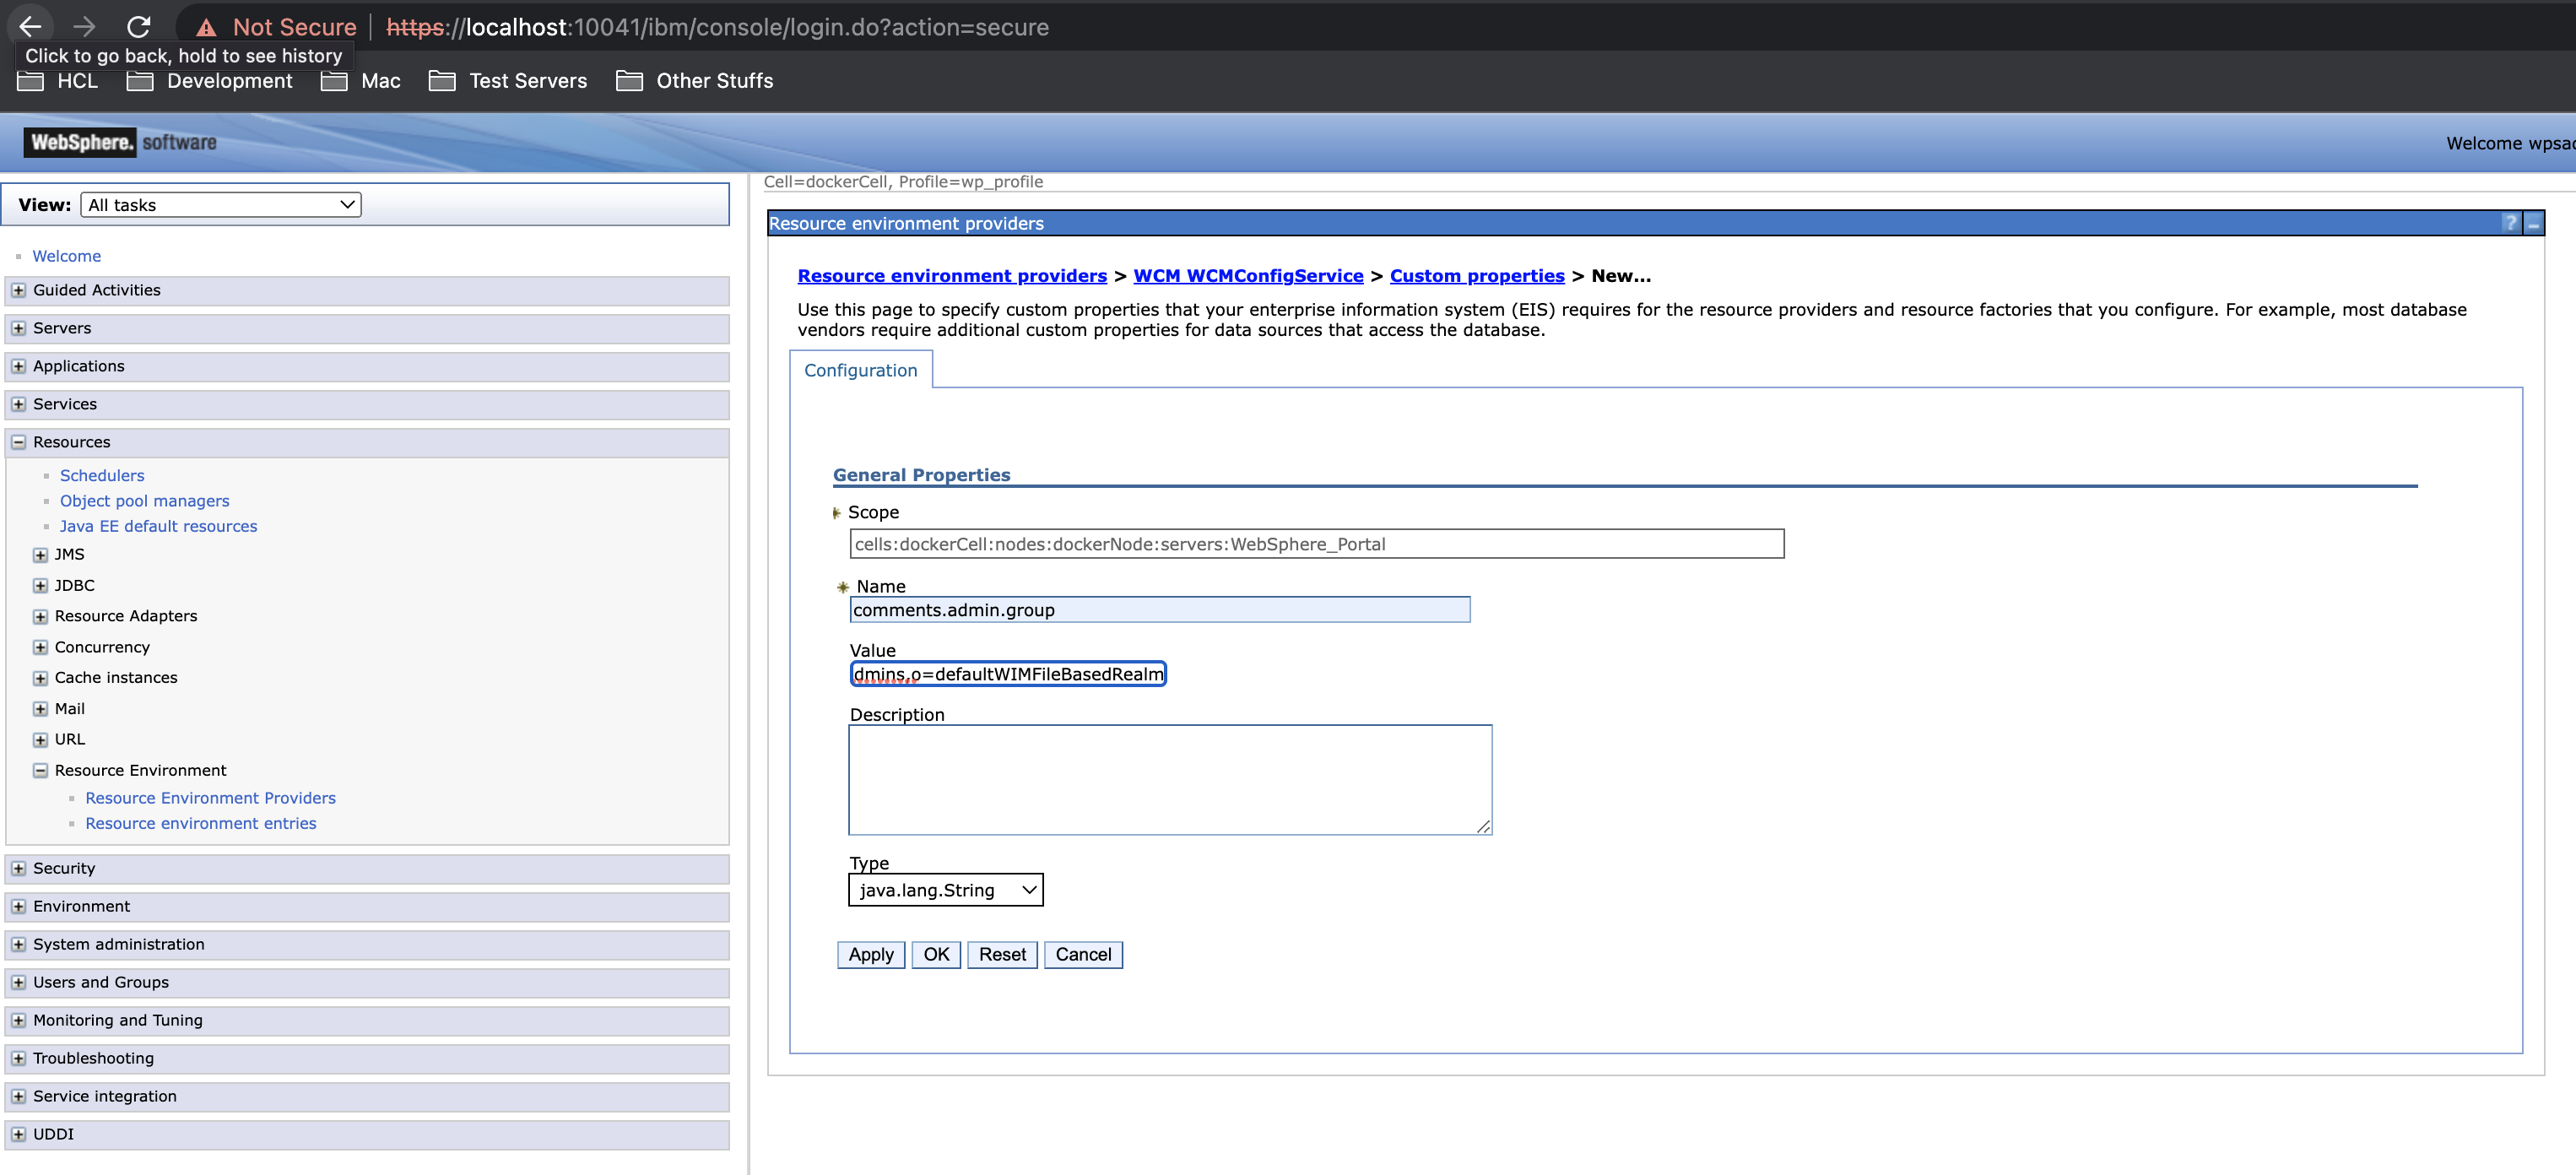 Not Secure https://localhost:10041/ibm/console/login.do?action=secure
Click to go back, hold to see history
HCL Development Mac Test Servers Other Stuffs
WebSphere. software
Welcome wpsa
Cell=dockerCell, Profile=wp_profile
View: All tasks
Welcome
Guided Activities
Servers
Applications
Services
Resources
Schedulers
Object pool managers
Java EE default resources
JMS
JDBC
Resource Adapters
Concurrency
Cache instances
Mail
URL
Resource Environment
Resource Environment Providers
Resource environment entries
Security
Environment
System administration
Users and Groups
Monitoring and Tuning
Troubleshooting
Service integration
UDDI
Resource environment providers ? _
Resource environment providers > WCM WCMConfigService > Custom properties > New...
Use this page to specify custom properties that your enterprise information system (EIS) requires for the resource providers and resource factories that you configure. For example, most database
vendors require additional custom properties for data sources that access the database.
Configuration
General Properties
Scope
cells:dockerCell:nodes:dockerNode:servers:WebSphere_Portal
Name
comments.admin.group
Value
dmins,o=defaultWIMFileBasedRealm
Description
Type
java.lang.String
Apply OK Reset Cancel